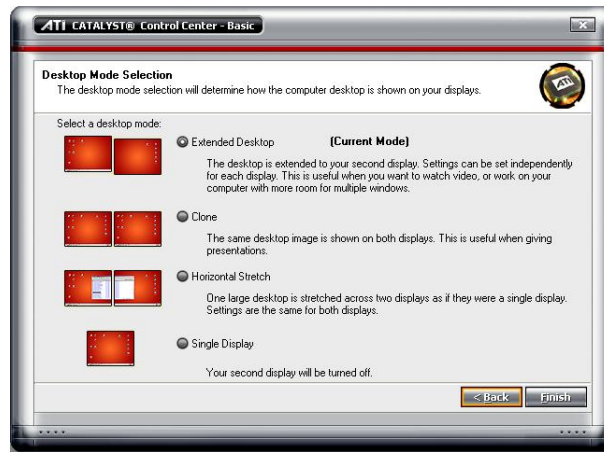 ATI CATALYST® Control Center - Basic
Desktop Mode Selection
The desktop mode selection will determine how the computer desktop is shown on your displays.
ATI
Select a desktop mode:
Extended Desktop (Current Mode)
The desktop is extended to your second display. Settings can be set independently
for each display. This is useful when you want to watch video, or work on your
computer with more room for multiple windows.
Clone
The same desktop image is shown on both displays. This is useful when giving
presentations.
Horizontal Stretch
One large desktop is stretched across two displays as if they were a single display.
Settings are the same for both displays.
Single Display
Your second display will be turned off.
< Back Finish